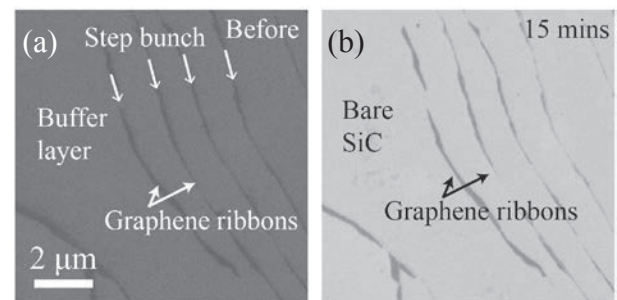 (a)
Step bunch
Before
Buffer
layer
Graphene ribbons
2 μm
(b)
15 mins
Bare
SiC
Graphene ribbons